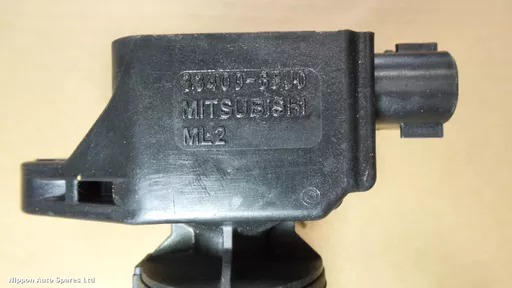 MITSUBISHI
ML2
Nippon Auto Spares Ltd